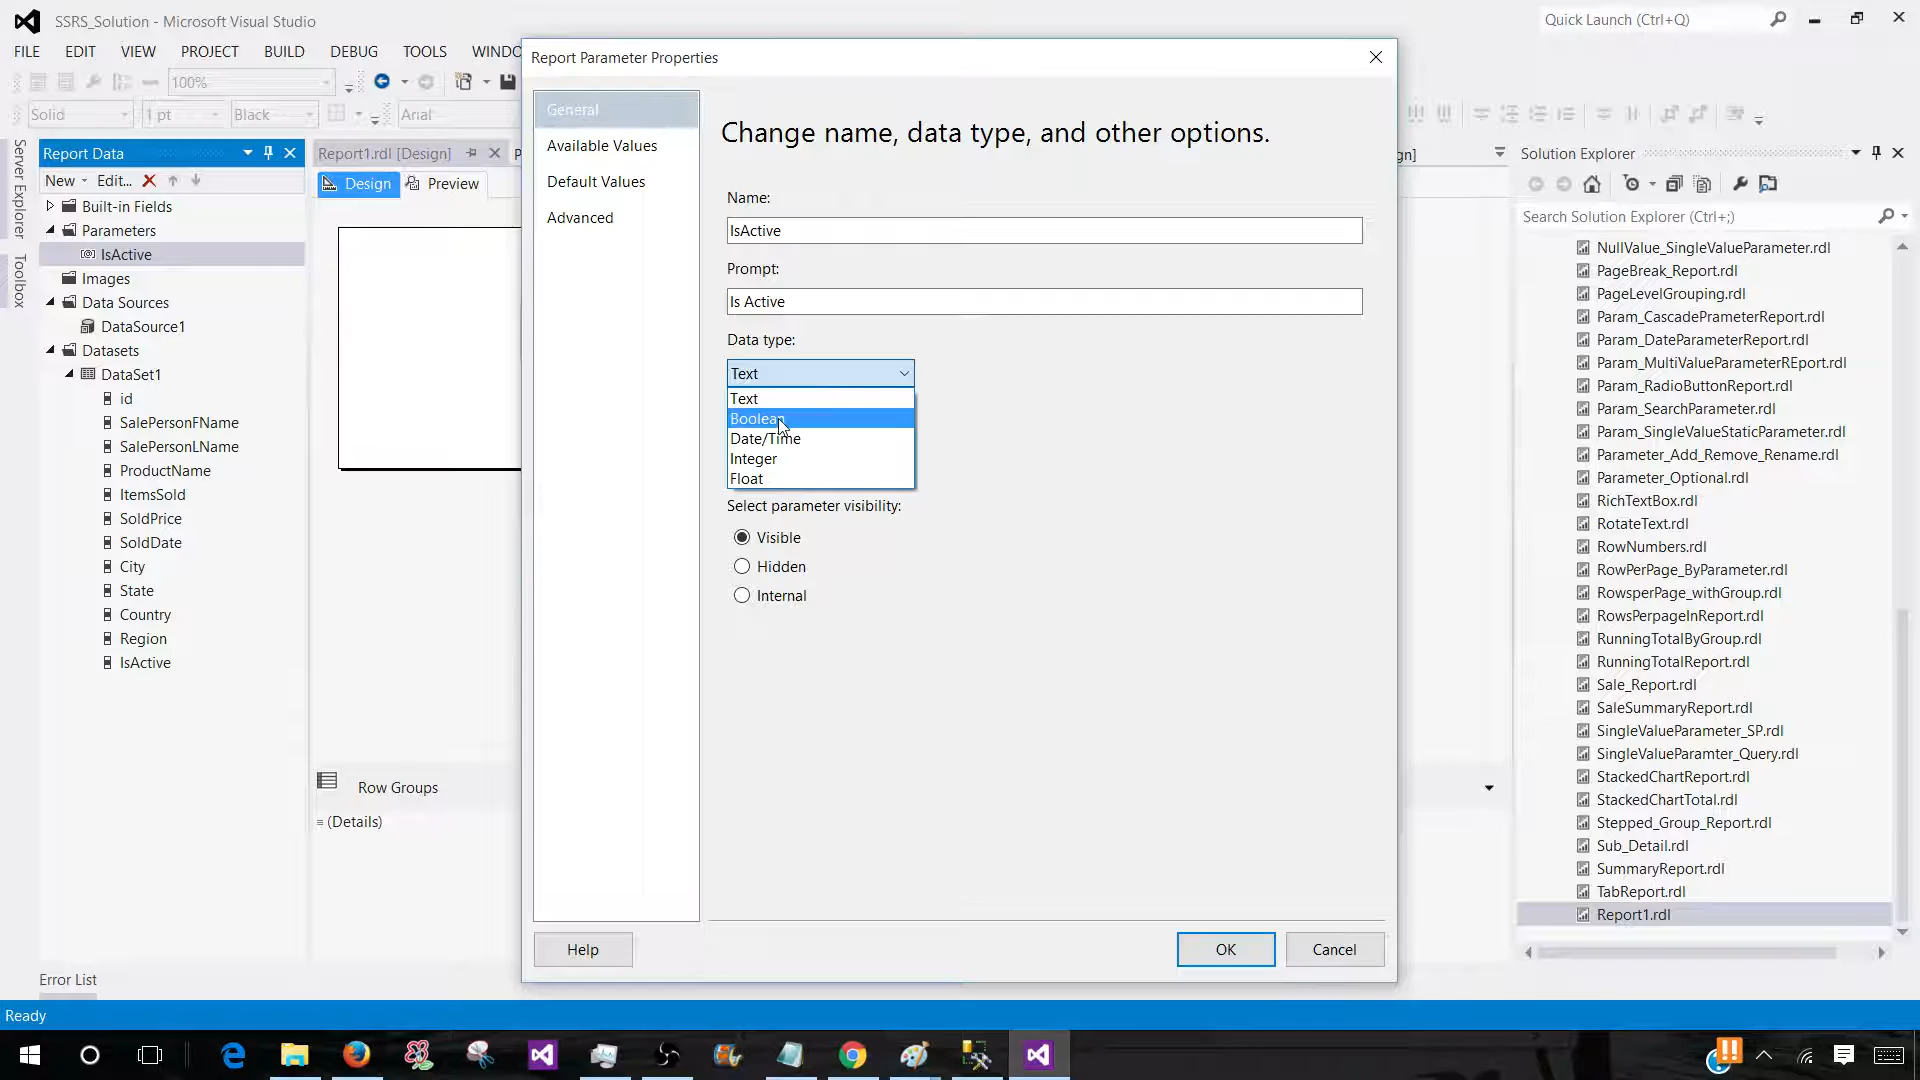 SSRS_Solution - Microsoft Visual Studio
Quick Launch (Ctrl+Q)
FILE EDIT VIEW PROJECT BUILD DEBUG TOOLS WINDO
100%
Solid 1 pt Black Arial
Server Explorer
Toolbox
Report Data
New Edit...
Built-in Fields
Parameters
IsActive
Images
Data Sources
DataSource1
Datasets
DataSet1
id
SalePersonFName
SalePersonLName
ProductName
ItemsSold
SoldPrice
SoldDate
City
State
Country
Region
IsActive
Report1.rdl [Design]
Design Preview
Row Groups
(Details)
Report Parameter Properties
General
Available Values
Default Values
Advanced
Change name, data type, and other options.
Name:
IsActive
Prompt:
Is Active
Data type:
Text
Text
Boolean
Date/Time
Integer
Float
Select parameter visibility:
Visible
Hidden
Internal
Help OK Cancel
gn]
Solution Explorer
Search Solution Explorer (Ctrl+;)
NullValue_SingleValueParameter.rdl
PageBreak_Report.rdl
PageLevelGrouping.rdl
Param_CascadePrameterReport.rdl
Param_DateParameterReport.rdl
Param_MultiValueParameterREport.rdl
Param_RadioButtonReport.rdl
Param_SearchParameter.rdl
Param_SingleValueStaticParameter.rdl
Parameter_Add_Remove_Rename.rdl
Parameter_Optional.rdl
RichTextBox.rdl
RotateText.rdl
RowNumbers.rdl
RowPerPage_ByParameter.rdl
RowsperPage_withGroup.rdl
RowsPerpageInReport.rdl
RunningTotalByGroup.rdl
RunningTotalReport.rdl
Sale_Report.rdl
SaleSummaryReport.rdl
SingleValueParameter_SP.rdl
SingleValueParamter_Query.rdl
StackedChartReport.rdl
StackedChartTotal.rdl
Stepped_Group_Report.rdl
Sub_Detail.rdl
SummaryReport.rdl
TabReport.rdl
Report1.rdl
Error List
Ready